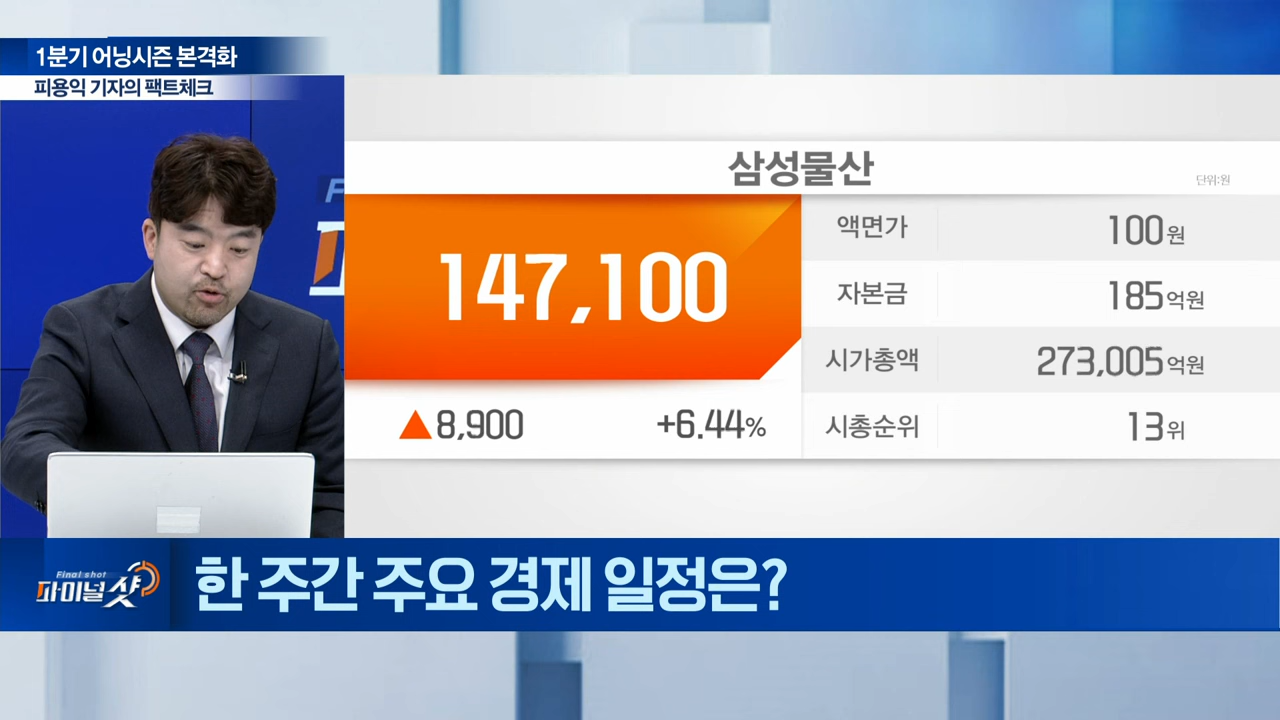 1분기 어닝시즌 본격화
피용익 기자의 팩트체크
삼성물산
단위:원
147,100
▲8,900 +6.44%
액면가 100원
자본금 185억원
시가총액 273,005억원
시총순위 13위
Final shot
파이널샷
한 주간 주요 경제 일정은?